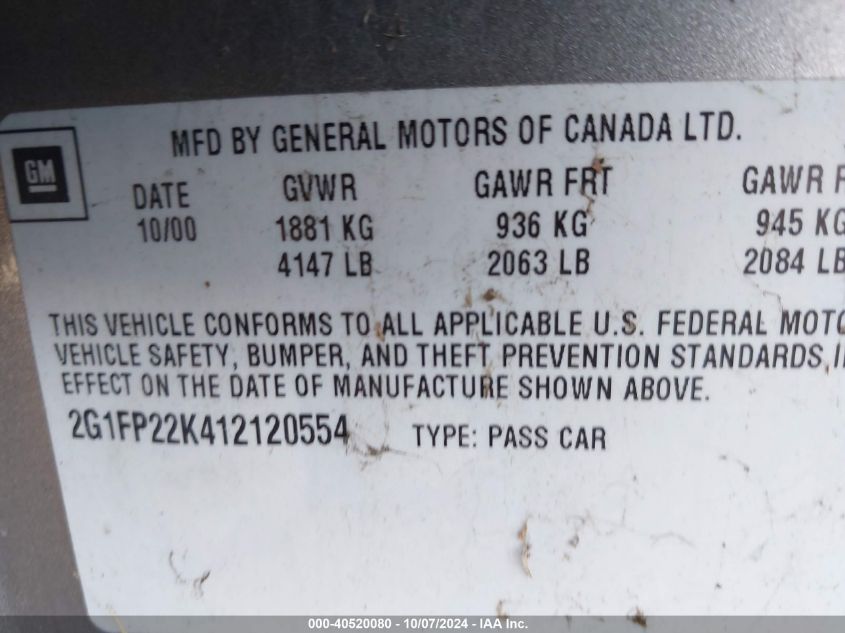 MFD BY GENERAL MOTORS OF CANADA LTD.
GM
DATE GVWR GAWR FRT GAWR
10/00 1881 KG 936 KG 945 KG
4147 LB 2063 LB 2084 LB
THIS VEHICLE CONFORMS TO ALL APPLICABLE U.S. FEDERAL
VEHICLE SAFETY, BUMPER, AND THEFT PREVENTION STANDARDS
EFFECT ON THE DATE OF MANUFACTURE SHOWN ABOVE.
2G1FP22K412120554 TYPE: PASS CAR
000-40520080 - 10/07/2024 - IAA Inc.